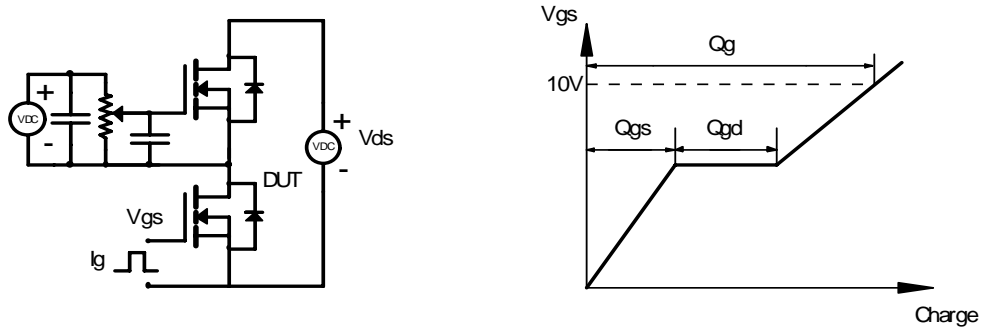 +
VDC
-
+
VDC
-
Vds
DUT
Vgs
Ig
Vgs
Qg
10V
Qgs
Qgd
Charge